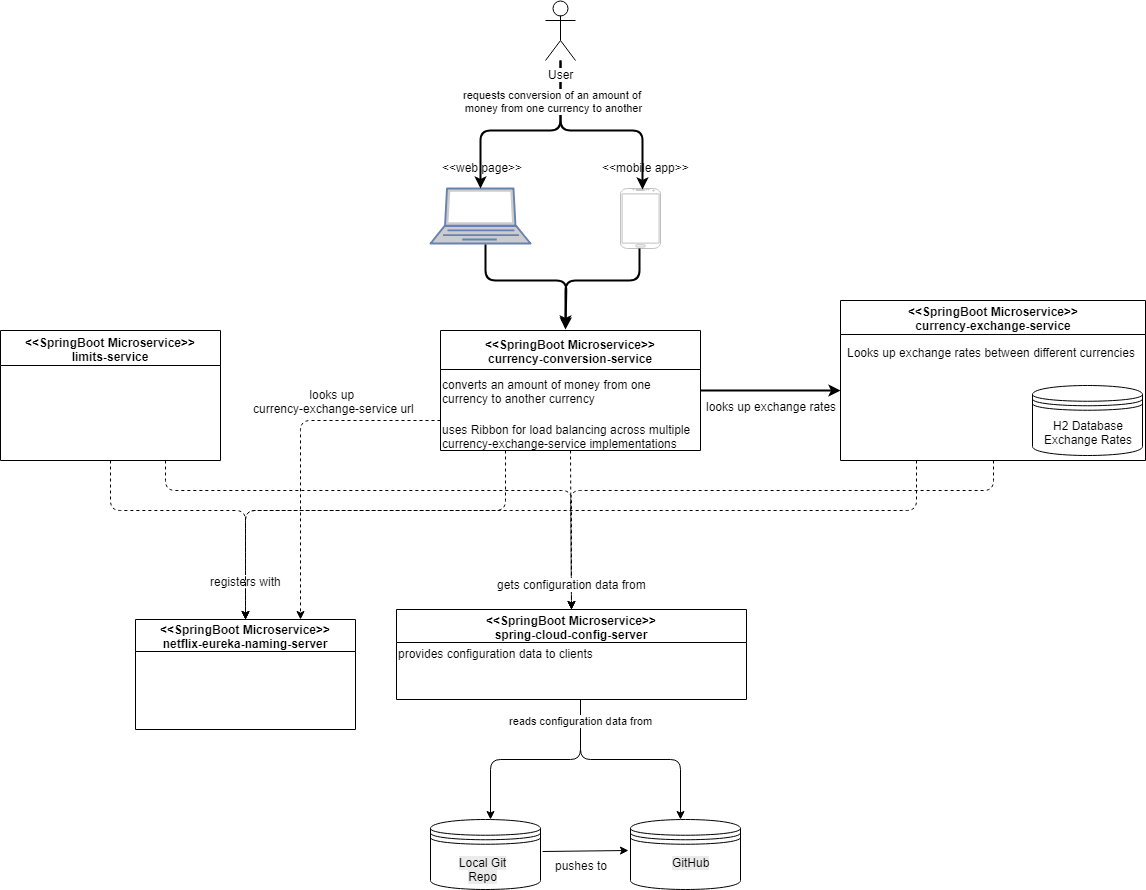 User
requests conversion of an amount of
money from one currency to another
<<web page>>
<<mobile app>>
<<SpringBoot Microservice>>
limits-service
<<SpringBoot Microservice>>
currency-conversion-service
converts an amount of money from one
currency to another currency
uses Ribbon for load balancing across multiple
currency-exchange-service implementations
<<SpringBoot Microservice>>
currency-exchange-service
Looks up exchange rates between different currencies
H2 Database
Exchange Rates
looks up
currency-exchange-service url
looks up exchange rates
registers with
gets configuration data from
<<SpringBoot Microservice>>
netflix-eureka-naming-server
<<SpringBoot Microservice>>
spring-cloud-config-server
provides configuration data to clients
reads configuration data from
Local Git
Repo
pushes to
GitHub